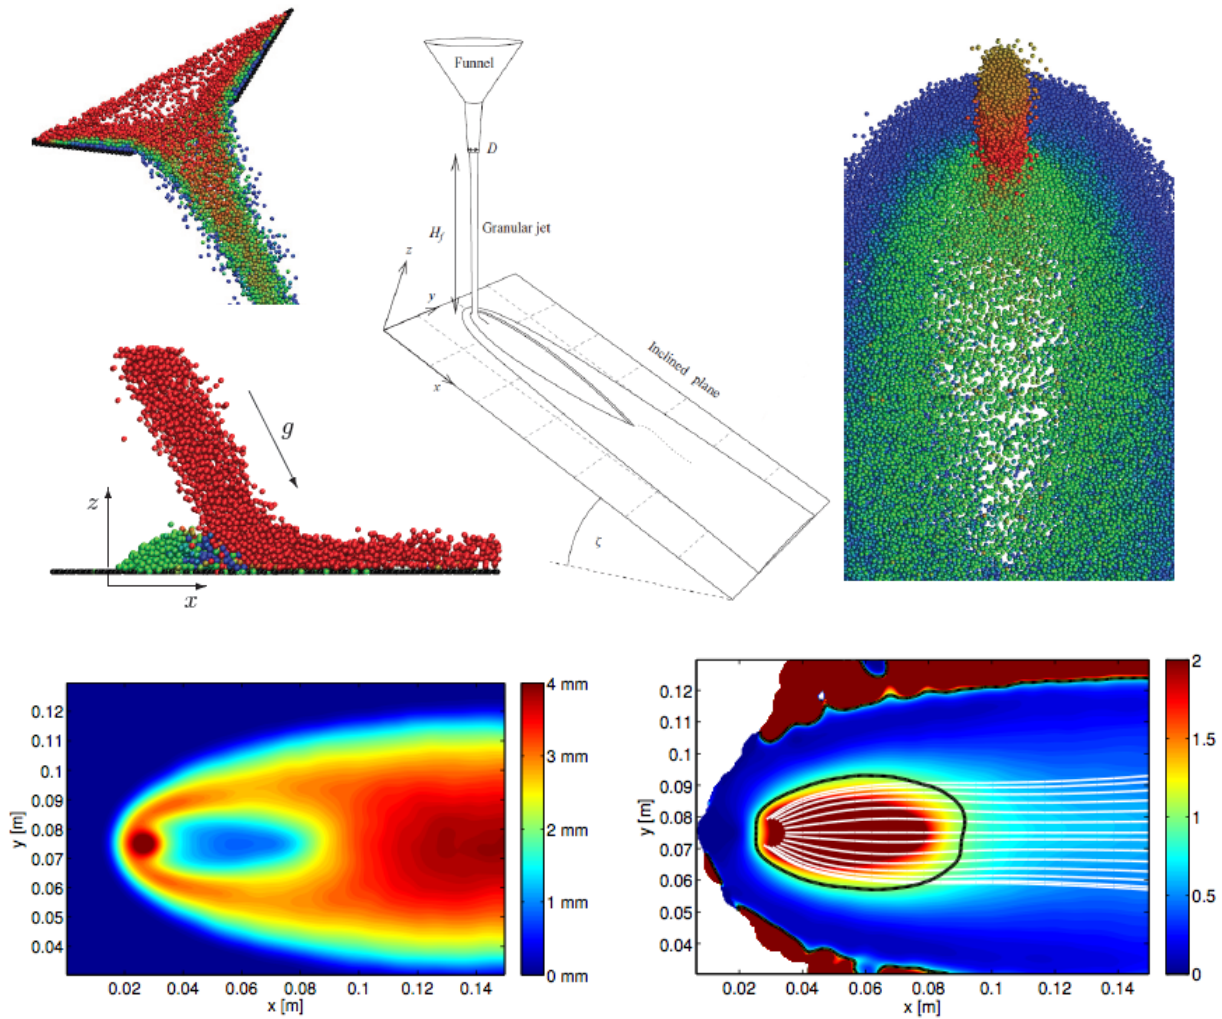 Funnel
D
H_f
Granular jet
z
y
x
Inclined plane
ζ
g
z
x
0.12
0.11
0.1
0.09
0.08
0.07
0.06
0.05
0.04
y [m]
0.02 0.04 0.06 0.08 0.1 0.12 0.14
x [m]
4 mm
3 mm
2 mm
1 mm
0 mm
0.12
0.11
0.1
0.09
0.08
0.07
0.06
0.05
0.04
y [m]
0.02 0.04 0.06 0.08 0.1 0.12 0.14
x [m]
2
1.5
1
0.5
0